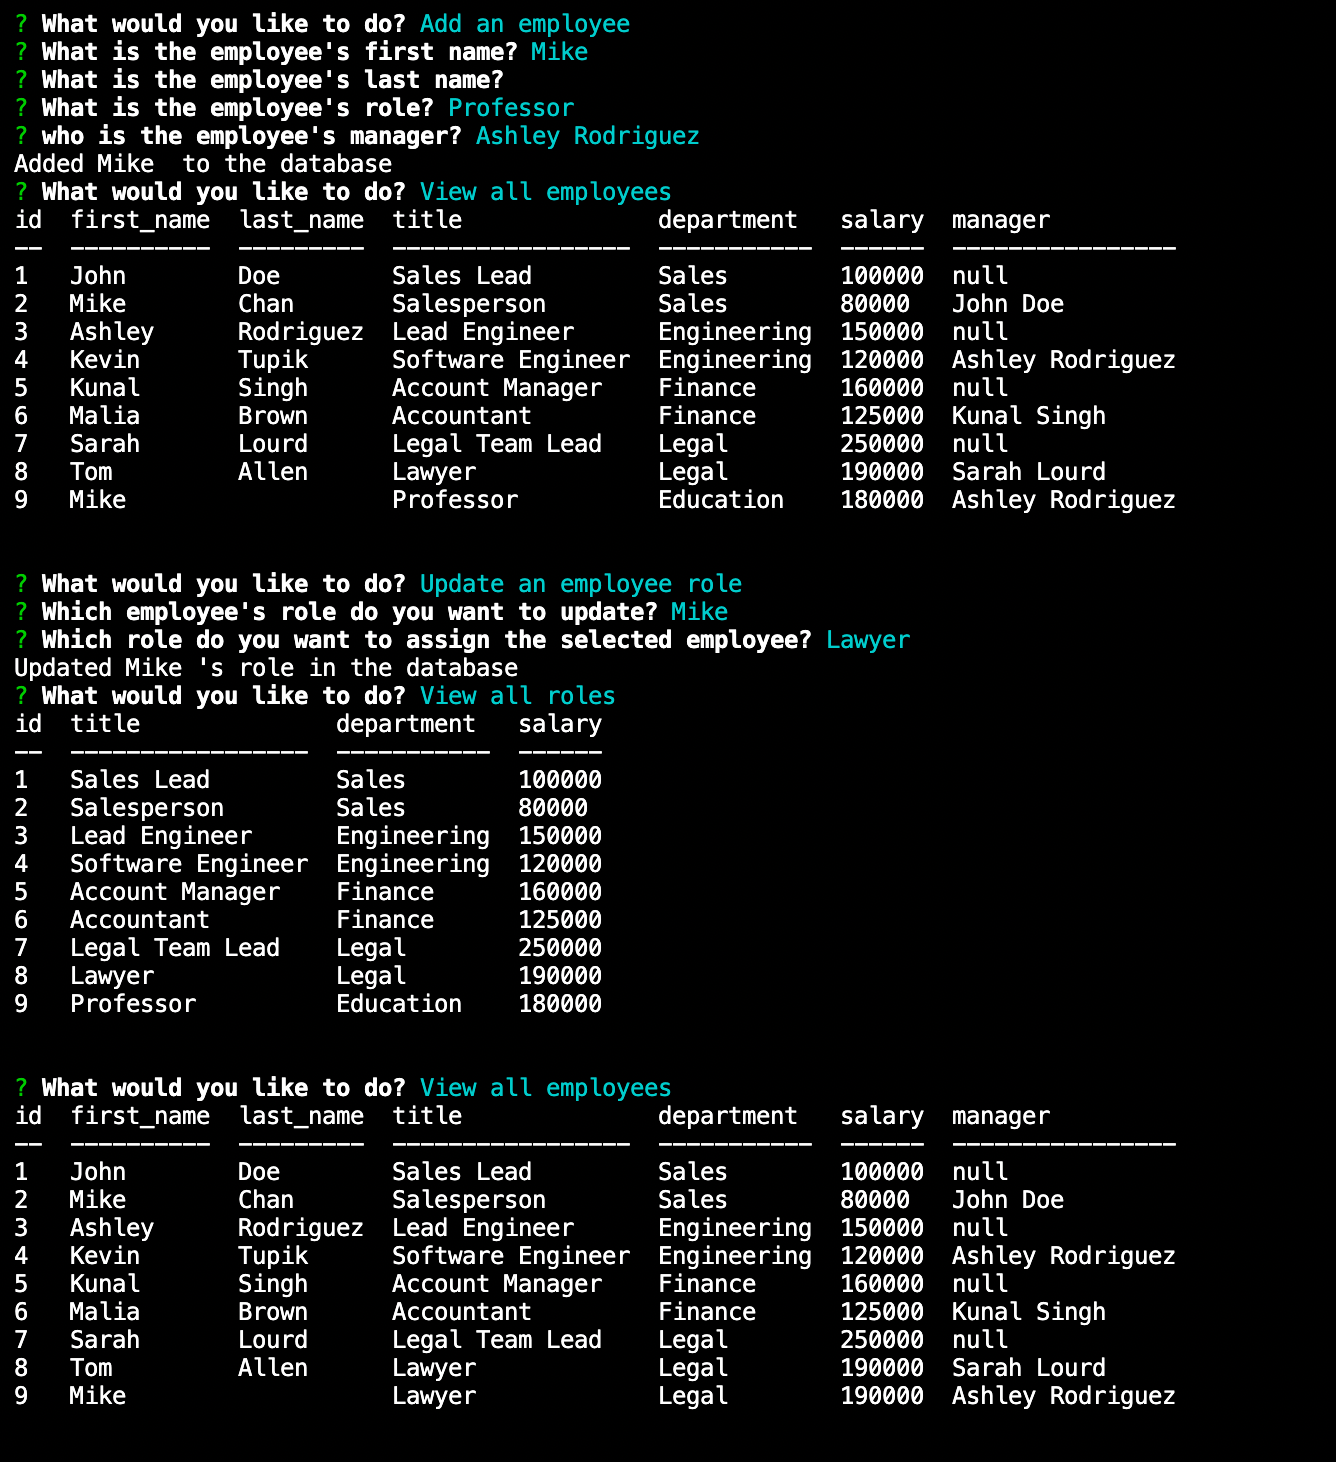 ? What would you like to do? Add an employee
? What is the employee's first name? Mike
? What is the employee's last name?
? What is the employee's role? Professor
? who is the employee's manager? Ashley Rodriguez
Added Mike  to the database
? What would you like to do? View all employees
id  first_name  last_name  title              department   salary  manager
--  ----------  ---------  -----------------  -----------  ------  ----------------
1   John        Doe        Sales Lead         Sales        100000  null
2   Mike        Chan       Salesperson        Sales        80000   John Doe
3   Ashley      Rodriguez  Lead Engineer      Engineering  150000  null
4   Kevin       Tupik      Software Engineer  Engineering  120000  Ashley Rodriguez
5   Kunal       Singh      Account Manager    Finance      160000  null
6   Malia       Brown      Accountant         Finance      125000  Kunal Singh
7   Sarah       Lourd      Legal Team Lead    Legal        250000  null
8   Tom         Allen      Lawyer             Legal        190000  Sarah Lourd
9   Mike                   Professor          Education    180000  Ashley Rodriguez
? What would you like to do? Update an employee role
? Which employee's role do you want to update? Mike
? Which role do you want to assign the selected employee? Lawyer
Updated Mike 's role in the database
? What would you like to do? View all roles
id  title              department   salary
--  -----------------  -----------  ------
1   Sales Lead         Sales        100000
2   Salesperson        Sales        80000
3   Lead Engineer      Engineering  150000
4   Software Engineer  Engineering  120000
5   Account Manager    Finance      160000
6   Accountant         Finance      125000
7   Legal Team Lead    Legal        250000
8   Lawyer             Legal        190000
9   Professor          Education    180000
? What would you like to do? View all employees
id  first_name  last_name  title              department   salary  manager
--  ----------  ---------  -----------------  -----------  ------  ----------------
1   John        Doe        Sales Lead         Sales        100000  null
2   Mike        Chan       Salesperson        Sales        80000   John Doe
3   Ashley      Rodriguez  Lead Engineer      Engineering  150000  null
4   Kevin       Tupik      Software Engineer  Engineering  120000  Ashley Rodriguez
5   Kunal       Singh      Account Manager    Finance      160000  null
6   Malia       Brown      Accountant         Finance      125000  Kunal Singh
7   Sarah       Lourd      Legal Team Lead    Legal        250000  null
8   Tom         Allen      Lawyer             Legal        190000  Sarah Lourd
9   Mike                   Lawyer             Legal        190000  Ashley Rodriguez